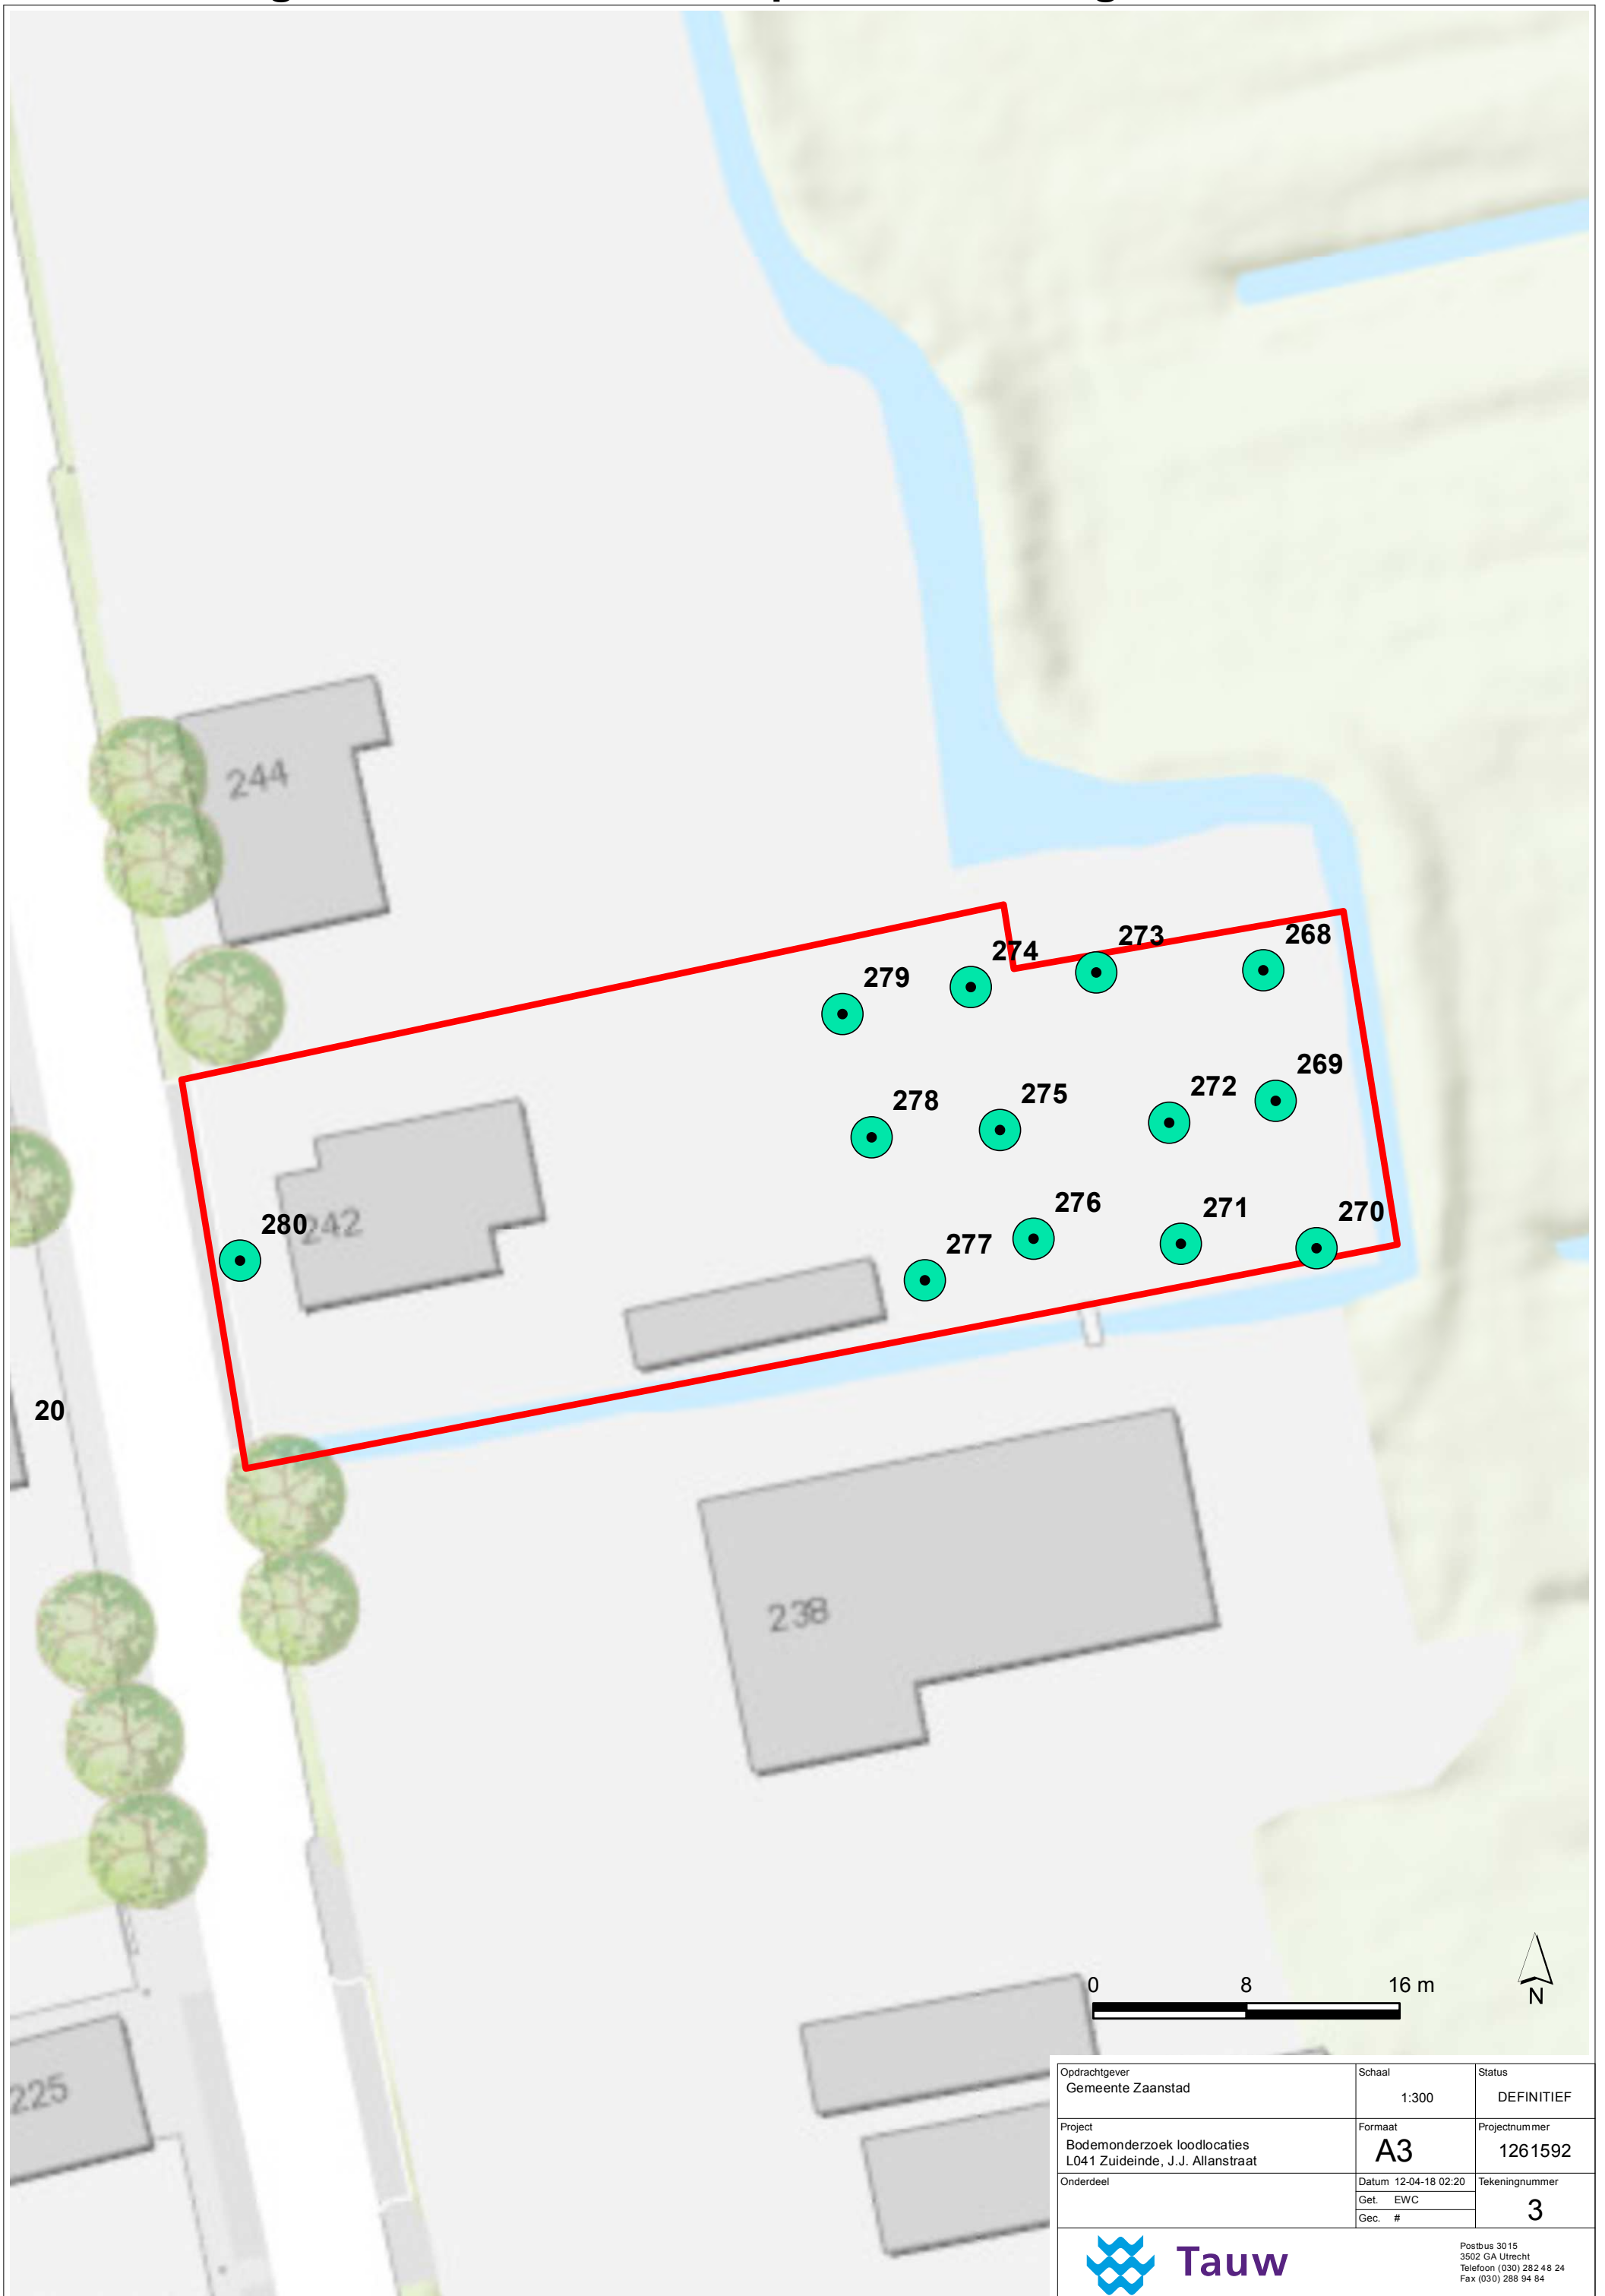 244
274
273
268
279
269
278
275
272
280
242
276
271
270
277
20
238
0 8 16 m
N
225
Opdrachtgever
Gemeente Zaanstad
Schaal
1:300
Status
DEFINITIEF
Project
Bodemonderzoek loodlocaties
L041 Zuideinde, J.J. Allanstraat
Formaat
A3
Projectnummer
1261592
Onderdeel
Datum 12-04-18 02:20
Get. EWC
Gec. #
Tekeningnummer
3
Tauw
Postbus 3015
3502 GA Utrecht
Telefoon (030) 282 48 24
Fax (030) 288 94 84